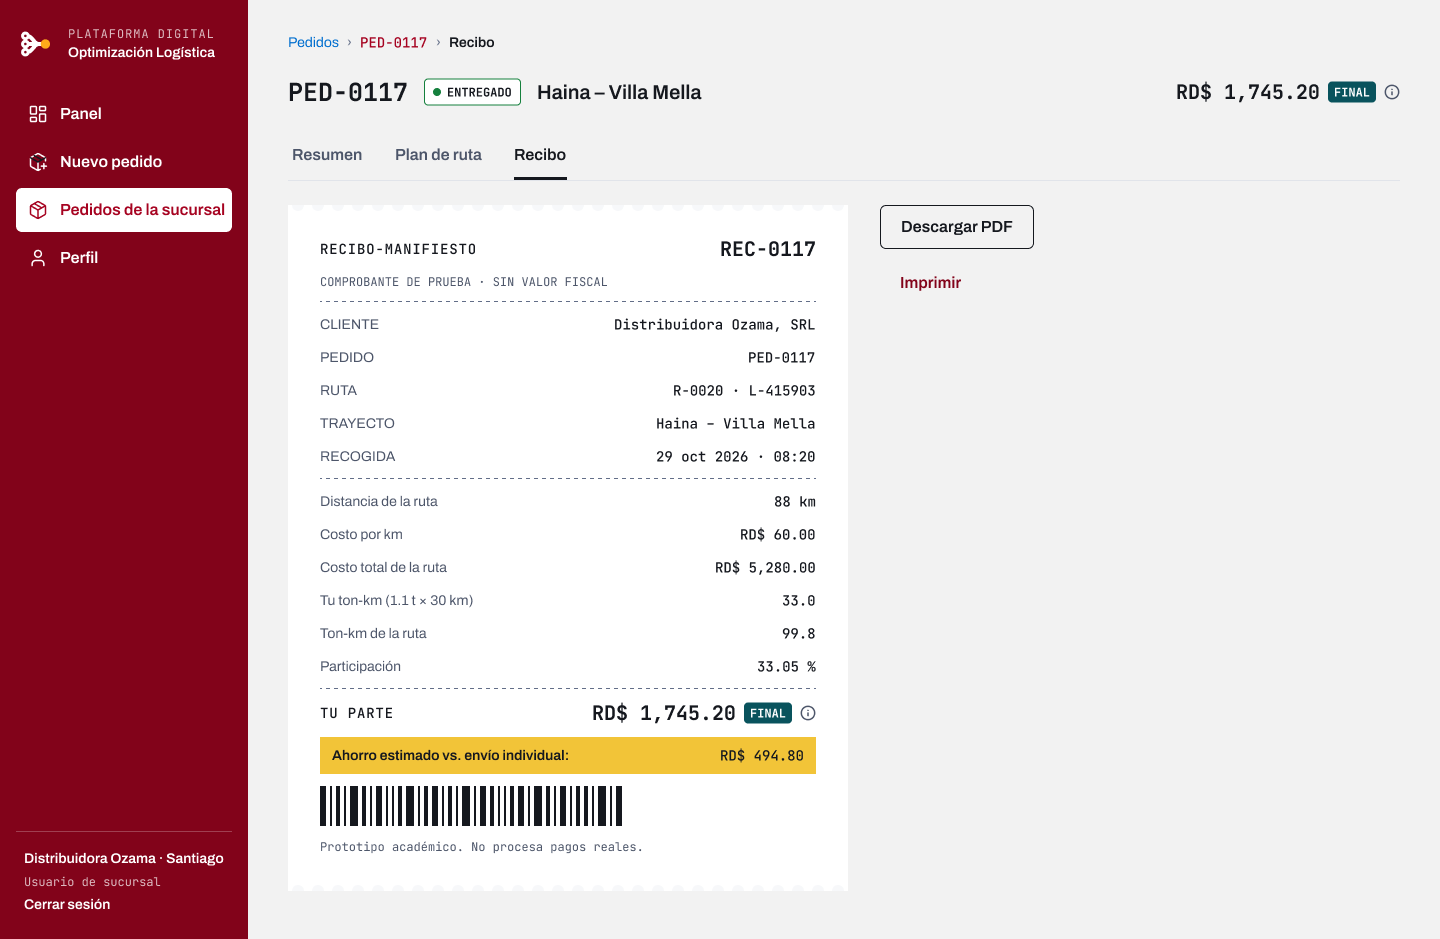 PLATAFORMA DIGITAL
Optimización Logística
Panel
Nuevo pedido
Pedidos de la sucursal
Perfil
Distribuidora Ozama · Santiago
Usuario de sucursal
Cerrar sesión
Pedidos › PED-0117 › Recibo
PED-0117 ENTREGADO Haina – Villa Mella RD$ 1,745.20 FINAL
Resumen Plan de ruta Recibo
RECIBO-MANIFIESTO REC-0117
COMPROBANTE DE PRUEBA · SIN VALOR FISCAL
CLIENTE Distribuidora Ozama, SRL
PEDIDO PED-0117
RUTA R-0020 · L-415903
TRAYECTO Haina – Villa Mella
RECOGIDA 29 oct 2026 · 08:20
Distancia de la ruta 88 km
Costo por km RD$ 60.00
Costo total de la ruta RD$ 5,280.00
Tu ton-km (1.1 t × 30 km) 33.0
Ton-km de la ruta 99.8
Participación 33.05 %
TU PARTE RD$ 1,745.20 FINAL
Ahorro estimado vs. envío individual: RD$ 494.80
Prototipo académico. No procesa pagos reales.
Descargar PDF
Imprimir